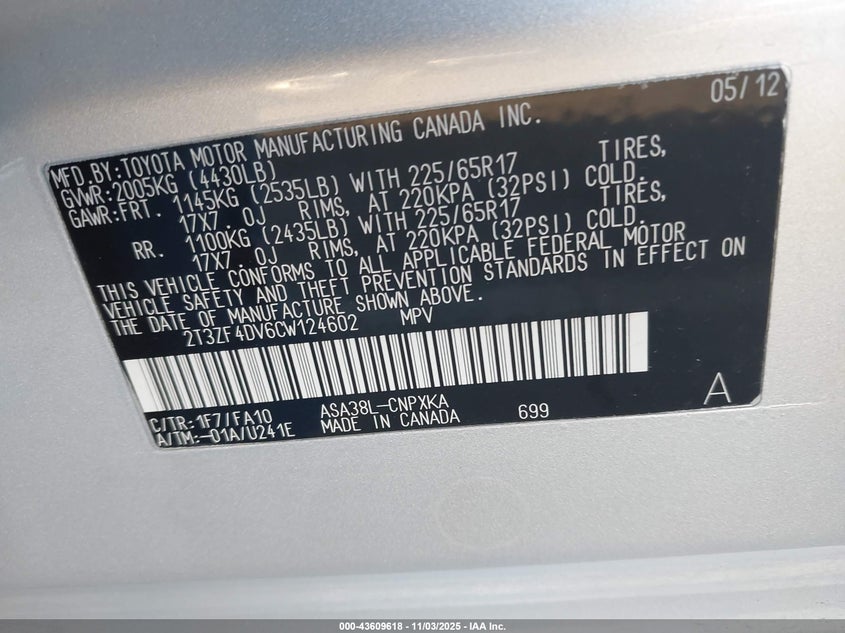 05/12
MFD BY:TOYOTA MOTOR MANUFACTURING CANADA INC.
GVWR:2005KG (4430LB)
GAWR:FRT. 1145KG (2535LB) WITH 225/65R17 TIRES,
17X7.0J RIMS, AT 220KPA (32PSI) COLD.
RR. 1100KG (2435LB) WITH 225/65R17 TIRES,
17X7.0J RIMS, AT 220KPA (32PSI) COLD.
THIS VEHICLE CONFORMS TO ALL APPLICABLE FEDERAL MOTOR
VEHICLE SAFETY AND THEFT PREVENTION STANDARDS IN EFFECT ON
THE DATE OF MANUFACTURE SHOWN ABOVE.
2T3ZF4DV6CW124602 MPV
C/TR:1F7/FA10 ASA38L-CNPXKA 699 A
A/TM:-01A/U241E MADE IN CANADA
000-43609618 - 11/03/2025 - IAA Inc.